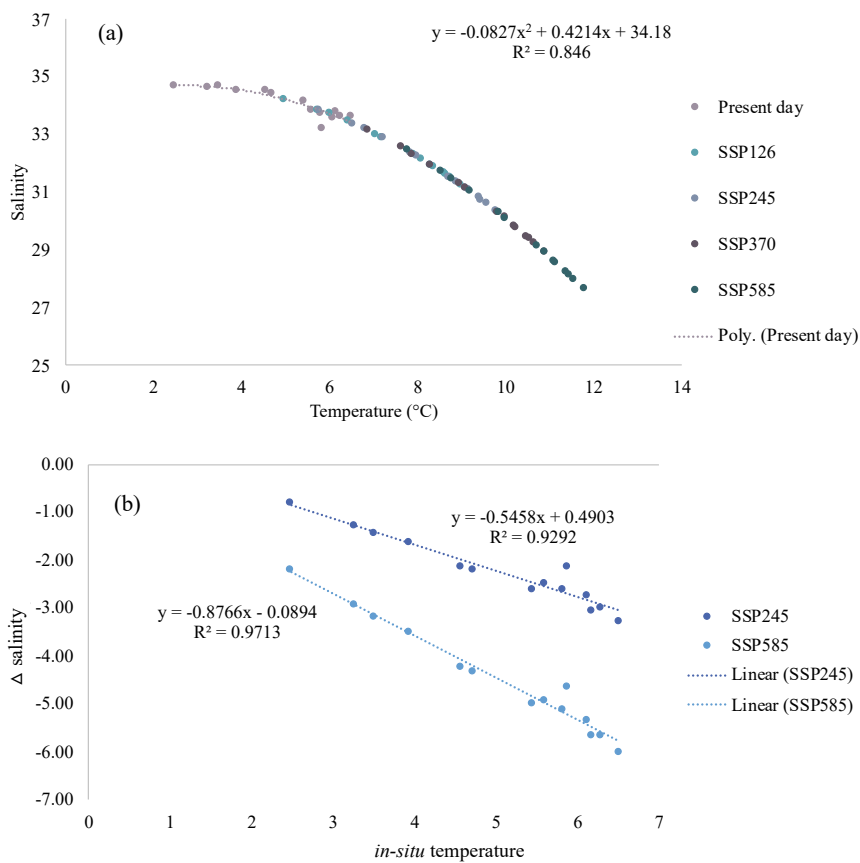 (a)
y = -0.0827x² + 0.4214x + 34.18
R² = 0.846
37
35
33
31
29
27
25
Salinity
0 2 4 6 8 10 12 14
Temperature (°C)
Present day
SSP126
SSP245
SSP370
SSP585
Poly. (Present day)
(b)
0.00
-1.00
-2.00
-3.00
-4.00
-5.00
-6.00
-7.00
Δ salinity
y = -0.5458x + 0.4903
R² = 0.9292
y = -0.8766x - 0.0894
R² = 0.9713
0 1 2 3 4 5 6 7
in-situ temperature
SSP245
SSP585
Linear (SSP245)
Linear (SSP585)